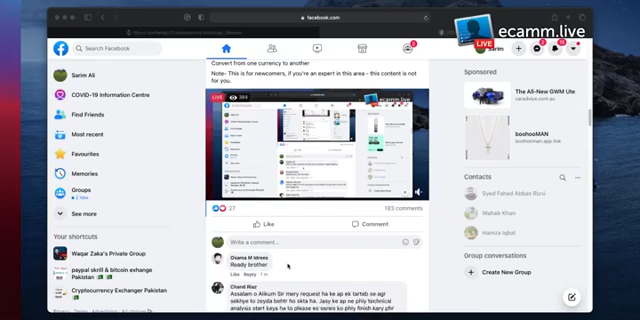 facebook.com
ecamm.live
LIVE
Search Facebook
Sarim
Sarim Ali
COVID-19 Information Centre
Find Friends
Most recent
Favourites
Memories
Groups
See more
Your shortcuts
Waqar Zaka's Private Group
paypal skrill & bitcoin exhange
Pakistan
Cryptocurrency Exchanger
Pakistan
Convert from one currency to another
Note- This is for newcomers, if you're an expert in this area - this content is not
for you.
LIVE
384
ecamm.live
27
183 comments
Like
Comment
Write a comment...
Osama M Idrees
Ready brother
Like Reply 1 m
Chand Riaz
Assalam o Alikum Sir mery request ha ke ap ek tarteb se agr
sekhye to zeyda behtr ho skta ha. Jasy ke ap ne phly technical
analysis start kaya ha to please es series ko phly finish kary phr
Sponsored
The All-New GWM Ute
caradvice.com.au
boohooMAN
boohooman.app.link
Contacts
Syed Fahad Abbas Rizvi
Wahab Khan
Hamza Iqbal
Group conversations
Create New Group